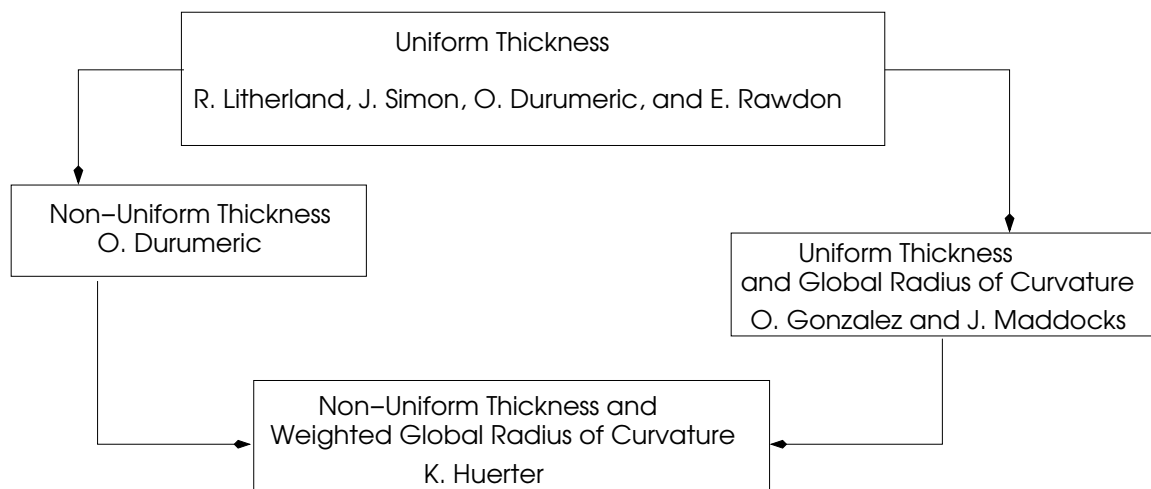 Uniform Thickness
R. Litherland, J. Simon, O. Durumeric, and E. Rawdon
Non–Uniform Thickness
O. Durumeric
Uniform Thickness
and Global Radius of Curvature
O. Gonzalez and J. Maddocks
Non–Uniform Thickness and
Weighted Global Radius of Curvature
K. Huerter